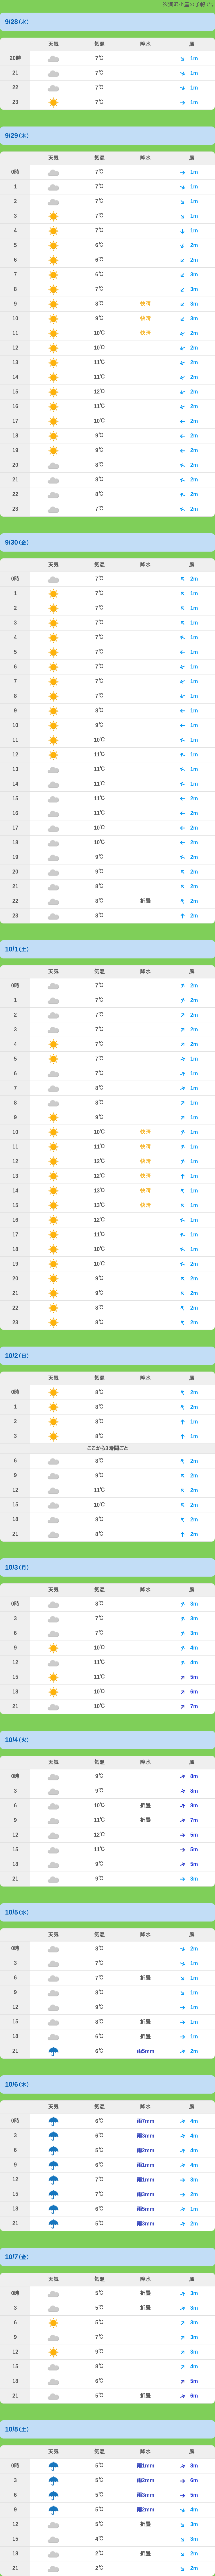 ※涸沢小屋の予報です
9/28 (水)
天気 気温 降水 風
20時 7℃ 1m
21 7℃ 1m
22 7℃ 1m
23 7℃ 1m
9/29 (木)
天気 気温 降水 風
0時 7℃ 1m
1 7℃ 1m
2 7℃ 1m
3 7℃ 1m
4 7℃ 1m
5 6℃ 2m
6 6℃ 2m
7 6℃ 3m
8 7℃ 3m
9 8℃ 快晴 3m
10 9℃ 快晴 3m
11 10℃ 快晴 2m
12 10℃ 2m
13 11℃ 2m
14 11℃ 2m
15 12℃ 2m
16 11℃ 2m
17 10℃ 2m
18 9℃ 2m
19 9℃ 2m
20 8℃ 2m
21 8℃ 2m
22 8℃ 2m
23 7℃ 2m
9/30 (金)
天気 気温 降水 風
0時 7℃ 2m
1 7℃ 2m
2 7℃ 2m
3 7℃ 2m
4 7℃ 2m
5 7℃ 2m
6 7℃ 2m
7 7℃ 2m
8 7℃ 2m
9 8℃ 1m
10 9℃ 1m
11 10℃ 1m
12 11℃ 1m
13 11℃ 1m
14 11℃ 1m
15 11℃ 2m
16 11℃ 2m
17 10℃ 2m
18 10℃ 2m
19 9℃ 2m
20 9℃ 2m
21 8℃ 2m
22 8℃ 折曇 2m
23 8℃ 2m
10/1 (土)
天気 気温 降水 風
0時 7℃ 2m
1 7℃ 2m
2 7℃ 2m
3 7℃ 2m
4 7℃ 2m
5 7℃ 1m
6 7℃ 1m
7 8℃ 1m
8 8℃ 1m
9 9℃ 1m
10 10℃ 快晴 1m
11 11℃ 快晴 1m
12 12℃ 快晴 1m
13 12℃ 快晴 1m
14 13℃ 快晴 1m
15 13℃ 快晴 1m
16 12℃ 1m
17 11℃ 1m
18 10℃ 1m
19 10℃ 2m
20 9℃ 2m
21 9℃ 2m
22 8℃ 2m
23 8℃ 2m
10/2 (日)
天気 気温 降水 風
0時 8℃ 2m
1 8℃ 2m
2 8℃ 1m
3 8℃ 1m
ここから3時間ごと
6 8℃ 2m
9 9℃ 2m
12 11℃ 2m
15 10℃ 2m
18 8℃ 2m
21 8℃ 2m
10/3 (月)
天気 気温 降水 風
0時 8℃ 3m
3 7℃ 3m
6 7℃ 3m
9 10℃ 4m
12 11℃ 4m
15 11℃ 5m
18 10℃ 6m
21 10℃ 7m
10/4 (火)
天気 気温 降水 風
0時 9℃ 8m
3 9℃ 8m
6 10℃ 折曇 8m
9 11℃ 折曇 7m
12 12℃ 5m
15 11℃ 5m
18 9℃ 5m
21 9℃ 3m
10/5 (水)
天気 気温 降水 風
0時 8℃ 2m
3 7℃ 1m
6 7℃ 折曇 1m
9 8℃ 1m
12 9℃ 1m
15 8℃ 折曇 1m
18 6℃ 折曇 1m
21 6℃ 雨5mm 2m
10/6 (木)
天気 気温 降水 風
0時 6℃ 雨7mm 4m
3 6℃ 雨3mm 4m
6 5℃ 雨2mm 4m
9 6℃ 雨1mm 4m
12 7℃ 雨1mm 3m
15 7℃ 雨3mm 2m
18 6℃ 雨5mm 1m
21 5℃ 雨3mm 2m
10/7 (金)
天気 気温 降水 風
0時 5℃ 折曇 3m
3 5℃ 折曇 3m
6 5℃ 3m
9 7℃ 3m
12 9℃ 3m
15 8℃ 4m
18 6℃ 5m
21 5℃ 折曇 6m
10/8 (土)
天気 気温 降水 風
0時 5℃ 雨1mm 8m
3 5℃ 雨2mm 6m
6 5℃ 雨3mm 5m
9 5℃ 雨2mm 4m
12 5℃ 折曇 3m
15 4℃ 3m
18 2℃ 折曇 2m
21 2℃ 2m